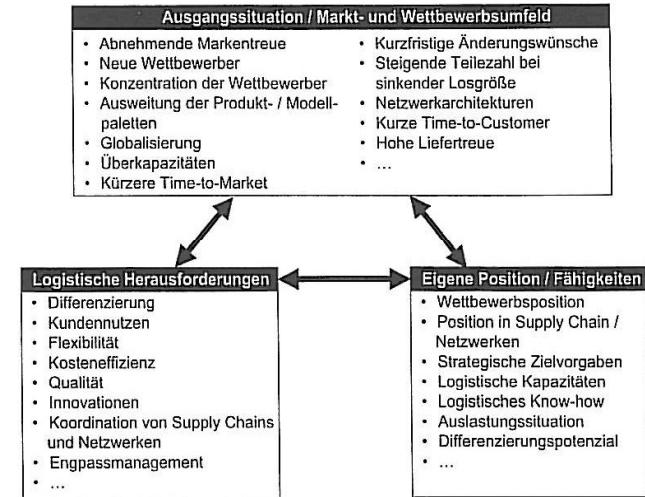 Ausgangssituation / Markt- und Wettbewerbsumfeld
• Abnehmende Markentreue
• Neue Wettbewerber
• Konzentration der Wettbewerber
• Ausweitung der Produkt- / Modell-
paletten
• Globalisierung
• Überkapazitäten
• Kürzere Time-to-Market
• Kurzfristige Änderungswünsche
• Steigende Teilezahl bei
sinkender Losgröße
• Netzwerkarchitekturen
• Kurze Time-to-Customer
• Hohe Liefertreue
• ...
Logistische Herausforderungen
• Differenzierung
• Kundennutzen
• Flexibilität
• Kosteneffizienz
• Qualität
• Innovationen
• Koordination von Supply Chains
und Netzwerken
• Engpassmanagement
• ...
Eigene Position / Fähigkeiten
• Wettbewerbsposition
• Position in Supply Chain /
Netzwerken
• Strategische Zielvorgaben
• Logistische Kapazitäten
• Logistisches Know-how
• Auslastungssituation
• Differenzierungspotenzial
• ...